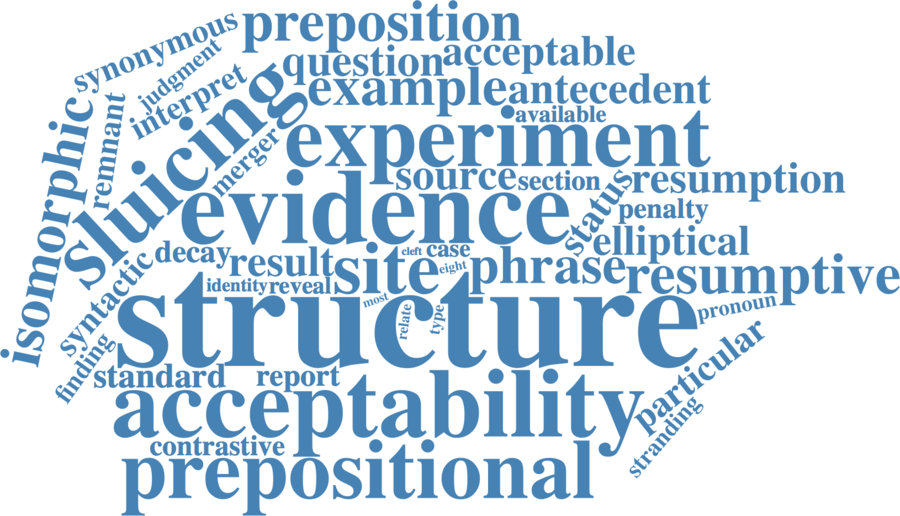 preposition
synonymous
judgment
question
acceptable
interpret
example
antecedent
available
isomorphic
remnant
sluicing
merger
experiment
source
section
status
resumption
evidence
penalty
elliptical
syntactic
decay
result
site
cleft
case
eight
phrase
resumptive
identity
reveal
most
structure
relate
type
pronoun
finding
standard
report
particular
acceptability
stranding
contrastive
prepositional